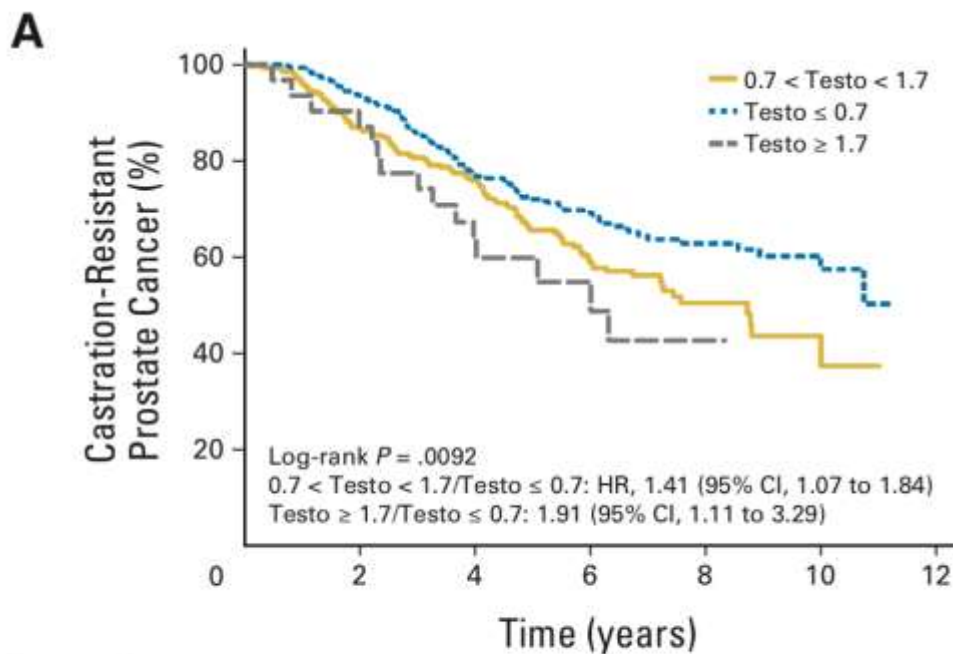 A
Castration-Resistant
Prostate Cancer (%)
100
80
60
40
20
0
0.7 < Testo < 1.7
Testo ≤ 0.7
Testo ≥ 1.7
Log-rank P = .0092
0.7 < Testo < 1.7/Testo ≤ 0.7: HR, 1.41 (95% CI, 1.07 to 1.84)
Testo ≥ 1.7/Testo ≤ 0.7: 1.91 (95% CI, 1.11 to 3.29)
2 4 6 8 10 12
Time (years)